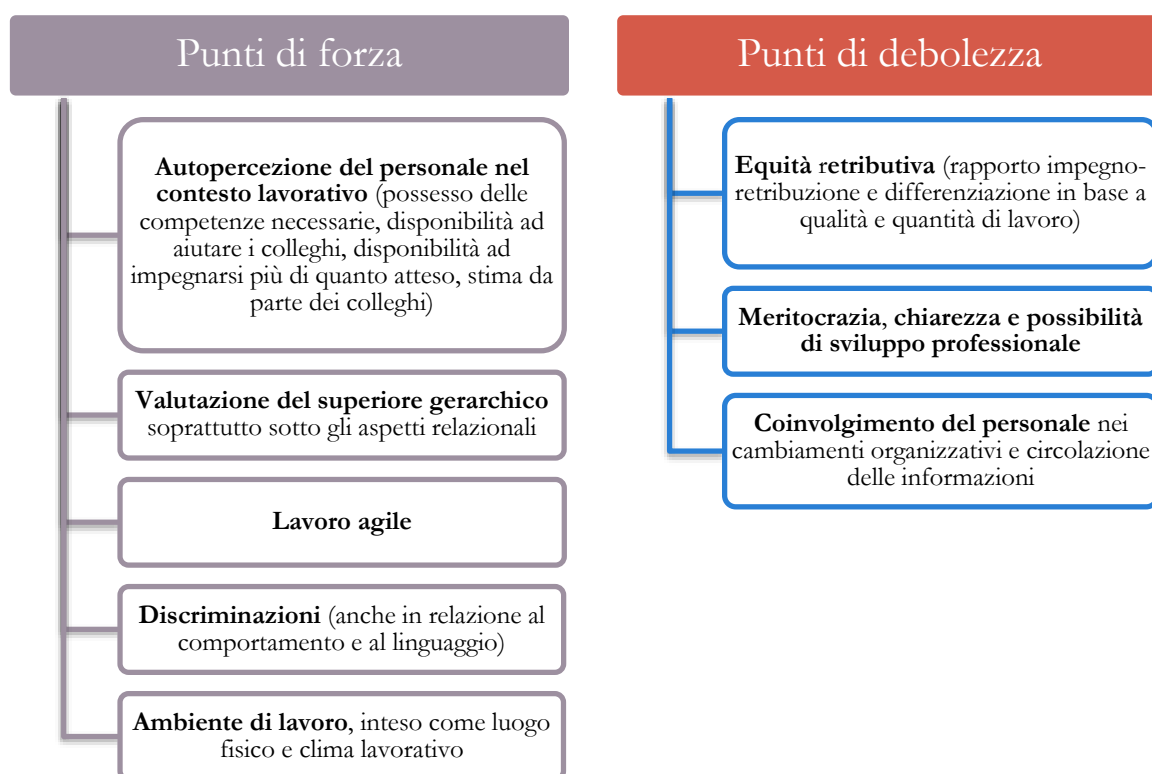 Punti di forza
Autopercezione del personale nel
contesto lavorativo (possesso delle
competenze necessarie, disponibilità ad
aiutare i colleghi, disponibilità ad
impegnarsi più di quanto atteso, stima da
parte dei colleghi)
Valutazione del superiore gerarchico
soprattutto sotto gli aspetti relazionali
Lavoro agile
Discriminazioni (anche in relazione al
comportamento e al linguaggio)
Ambiente di lavoro, inteso come luogo
fisico e clima lavorativo
Punti di debolezza
Equità retributiva (rapporto impegno-
retribuzione e differenziazione in base a
qualità e quantità di lavoro)
Meritocrazia, chiarezza e possibilità
di sviluppo professionale
Coinvolgimento del personale nei
cambiamenti organizzativi e circolazione
delle informazioni